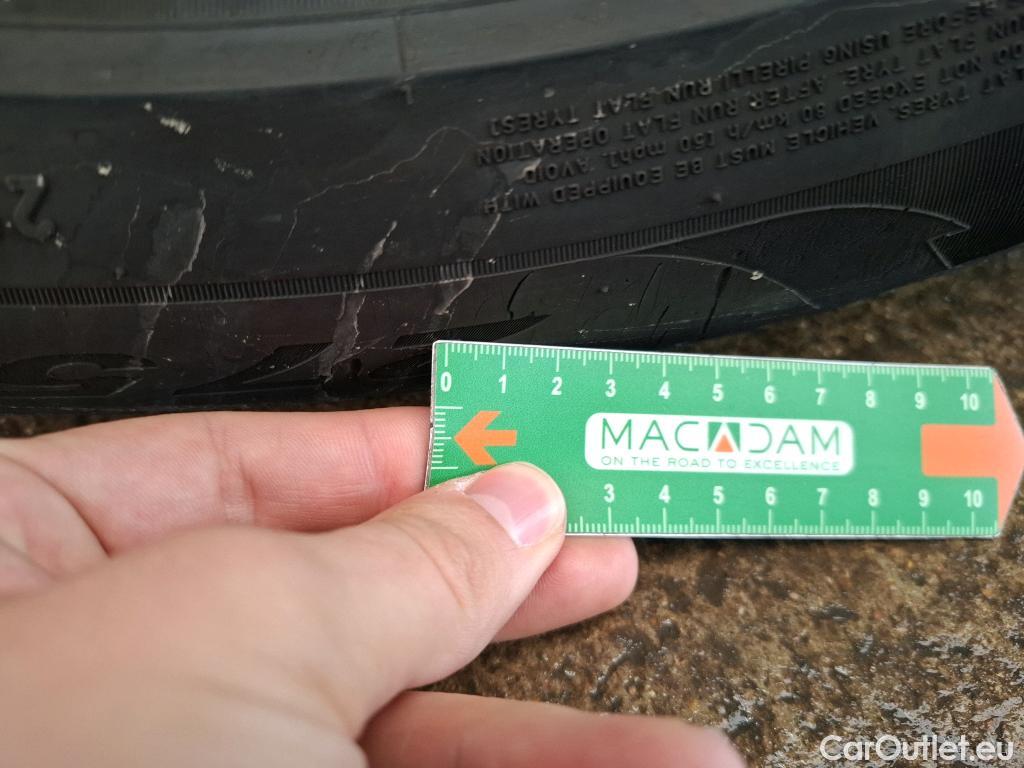 BEFORE USING PIRELLI RUN FLAT TYRES]
FLAT TYRE. AFTER RUN FLAT OPERATION
DO NOT EXCEED 80 km/h [50 mph]. AVOID
TYRES. VEHICLE MUST BE EQUIPPED WITH
2
0 1 2 3 4 5 6 7 8 9 10
MACADAM
ON THE ROAD TO EXCELLENCE
3 4 5 6 7 8 9 10
CarOutlet.eu